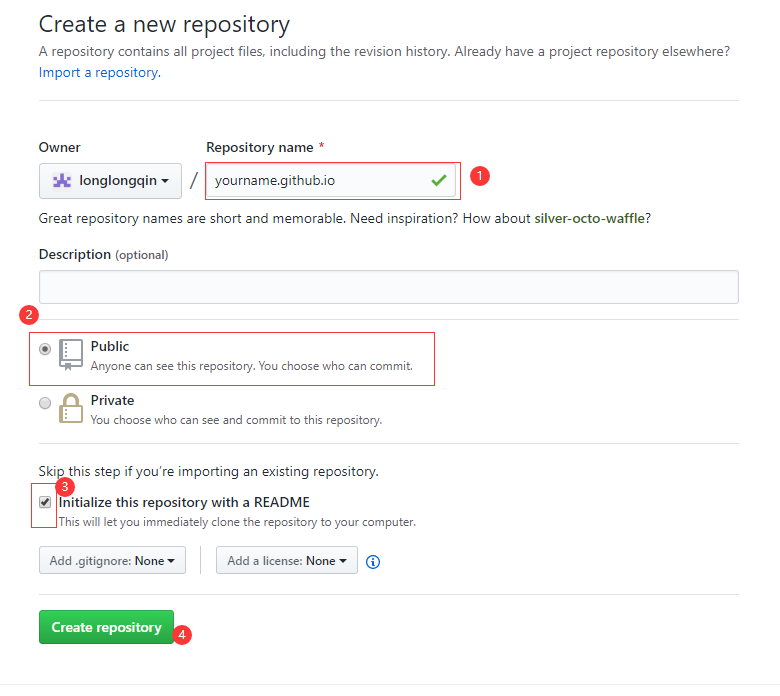 Create a new repository
A repository contains all project files, including the revision history. Already have a project repository elsewhere?
Import a repository.
Owner
Repository name *
longlongqin
/
yourname.github.io
1
Great repository names are short and memorable. Need inspiration? How about silver-octo-waffle?
Description (optional)
2
Public
Anyone can see this repository. You choose who can commit.
Private
You choose who can see and commit to this repository.
Skip this step if you're importing an existing repository.
3
Initialize this repository with a README
This will let you immediately clone the repository to your computer.
Add .gitignore: None
Add a license: None
Create repository
4